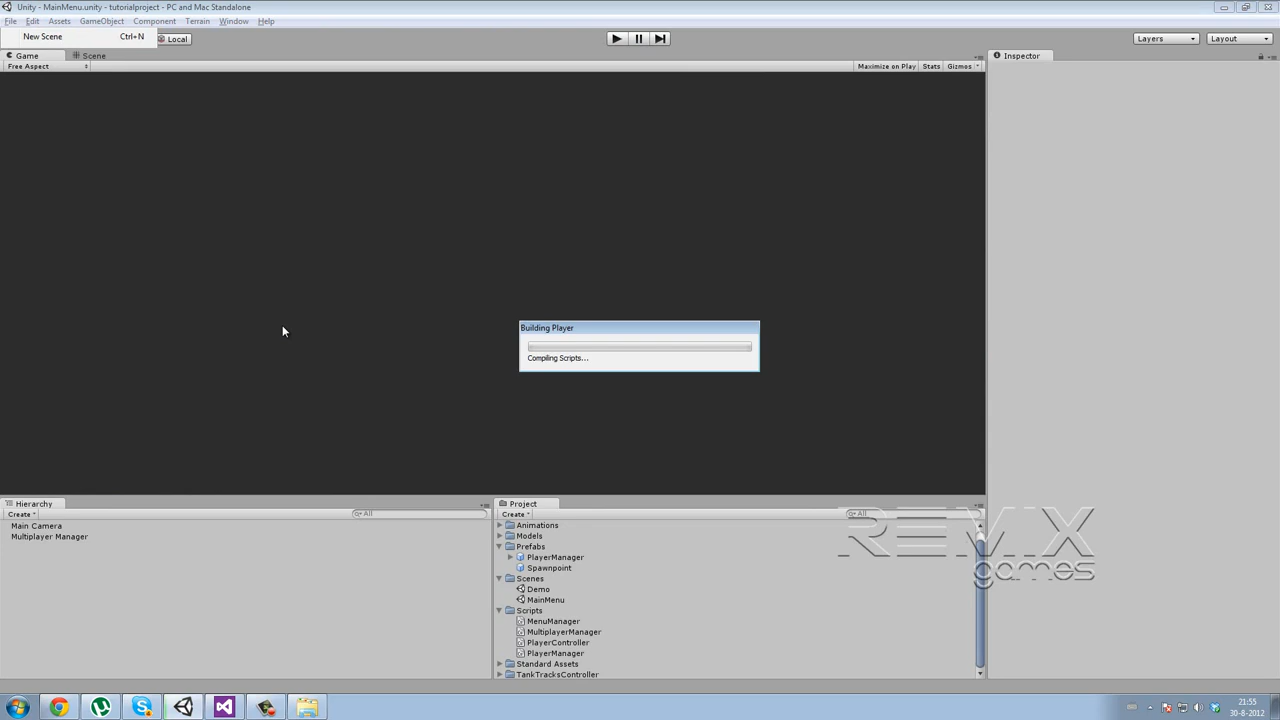 Unity - MainMenu.unity - tutorialproject - PC and Mac Standalone
File Edit Assets GameObject Component Terrain Window Help
New Scene Ctrl+N
Local
Layers Layout
Game Scene
Inspector
Free Aspect
Maximize on Play Stats Gizmos
Building Player
Compiling Scripts...
Hierarchy
Create All
Main Camera
Multiplayer Manager
Project
Create All
Animations
Models
Prefabs
PlayerManager
Spawnpoint
Scenes
Demo
MainMenu
Scripts
MenuManager
MultiplayerManager
PlayerController
PlayerManager
Standard Assets
TankTracksController
REMIX
games
21:55
30-8-2012